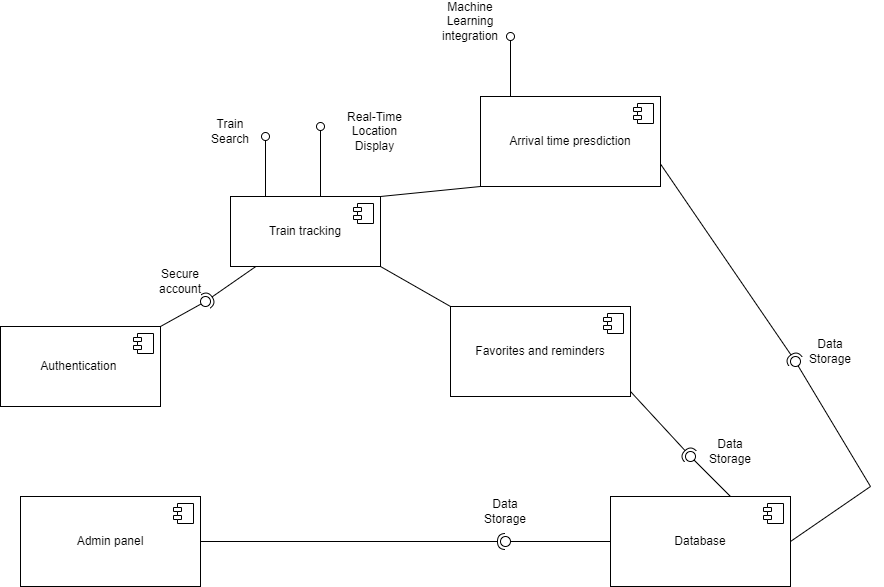 Machine
Learning
integration
Train
Search
Real-Time
Location
Display
Arrival time presdiction
Train tracking
Secure
account
Authentication
Favorites and reminders
Data
Storage
Data
Storage
Data
Storage
Admin panel
Database